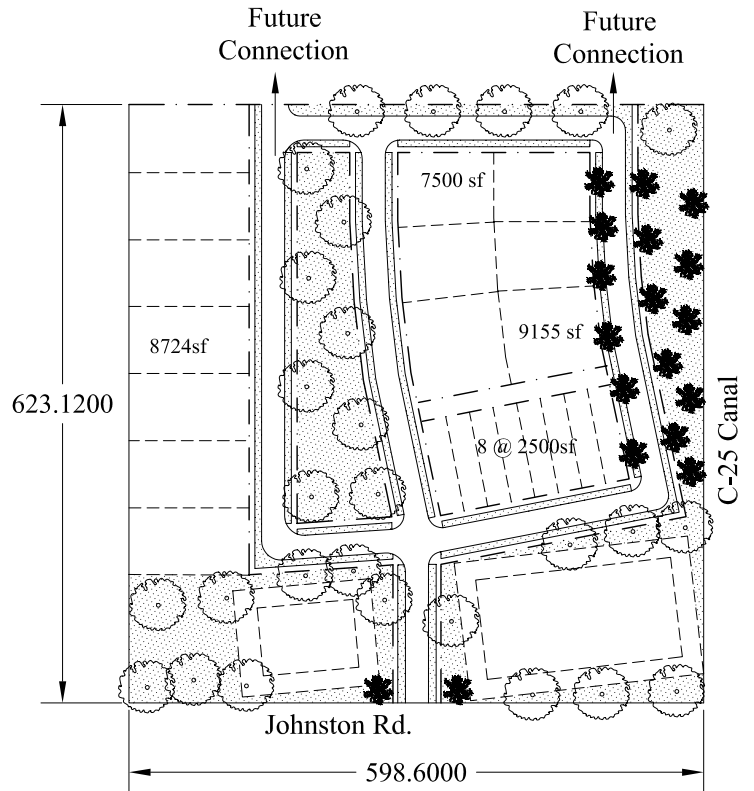 Future
Connection
Future
Connection
7500 sf
9155 sf
8724sf
623.1200
8 @ 2500sf
C-25 Canal
Johnston Rd.
598.6000